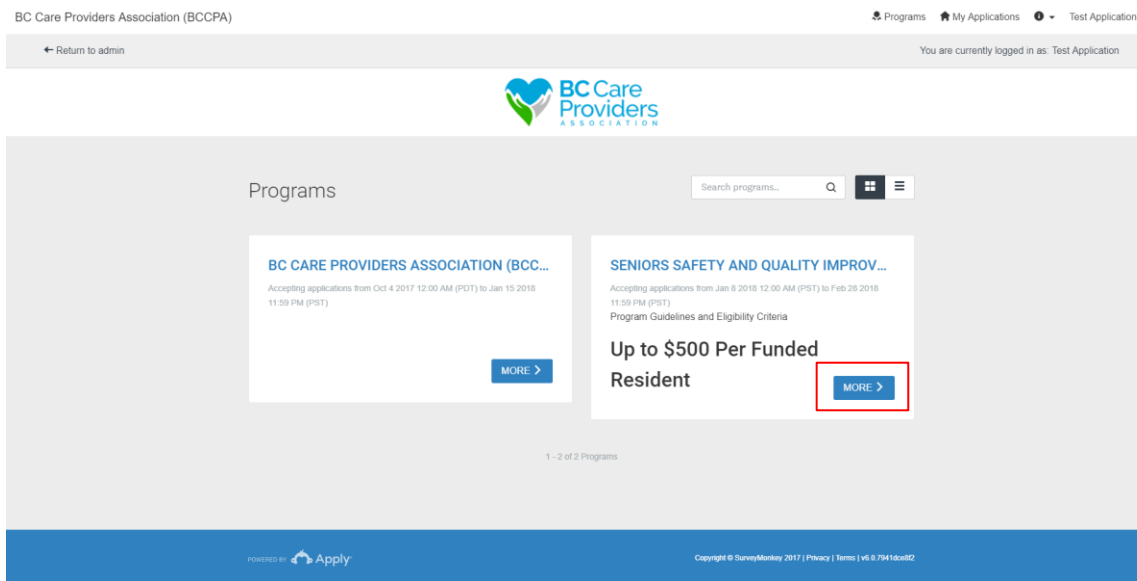 BC Care Providers Association (BCCPA)
Programs My Applications Test Application
Return to admin
You are currently logged in as: Test Application
BC Care
Providers
ASSOCIATION
Programs
Search programs..
BC CARE PROVIDERS ASSOCIATION (BCC...
Accepting applications from Oct 4 2017 12:00 AM (PDT) to Jan 15 2018
11:59 PM (PST)
MORE
SENIORS SAFETY AND QUALITY IMPROV...
Accepting applications from Jan 8 2018 12:00 AM (PST) to Feb 28 2018
11:59 PM (PST)
Program Guidelines and Eligibility Criteria
Up to $500 Per Funded
Resident
MORE
1 - 2 of 2 Programs
POWERED BY Apply
Copyright © SurveyMonkey 2017 | Privacy | Terms | v6.0.7941dce8f2